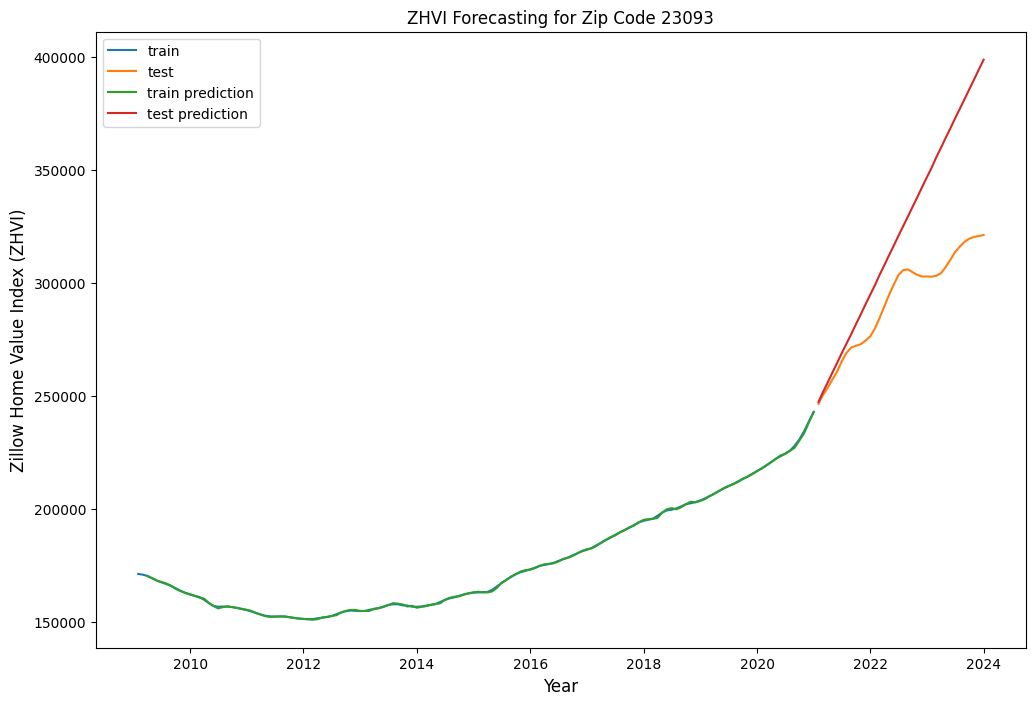 ZHVI Forecasting for Zip Code 23093
train
test
train prediction
test prediction
Zillow Home Value Index (ZHVI)
400000
350000
300000
250000
200000
150000
2010 2012 2014 2016 2018 2020 2022 2024
Year